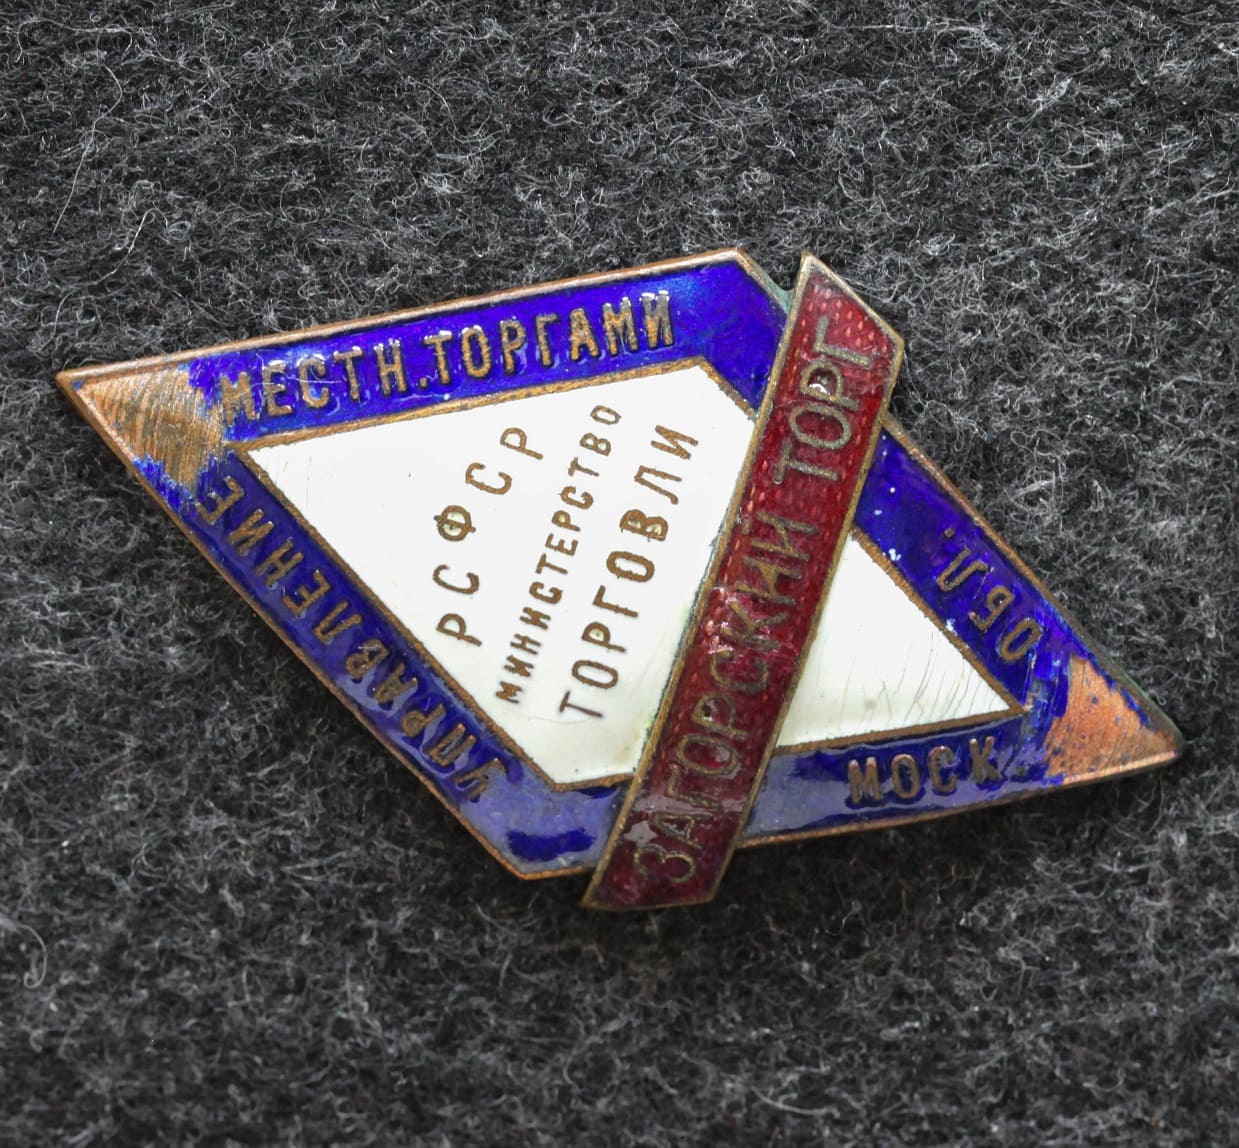 УПРАВЛЕНИЕ
МЕСТН. ТОРГАМИ
МОСК.
ОБЛ.
РСФСР
МИНИСТЕРСТВО
ТОРГОВЛИ
ЗАГОРСКИЙ ТОРГ